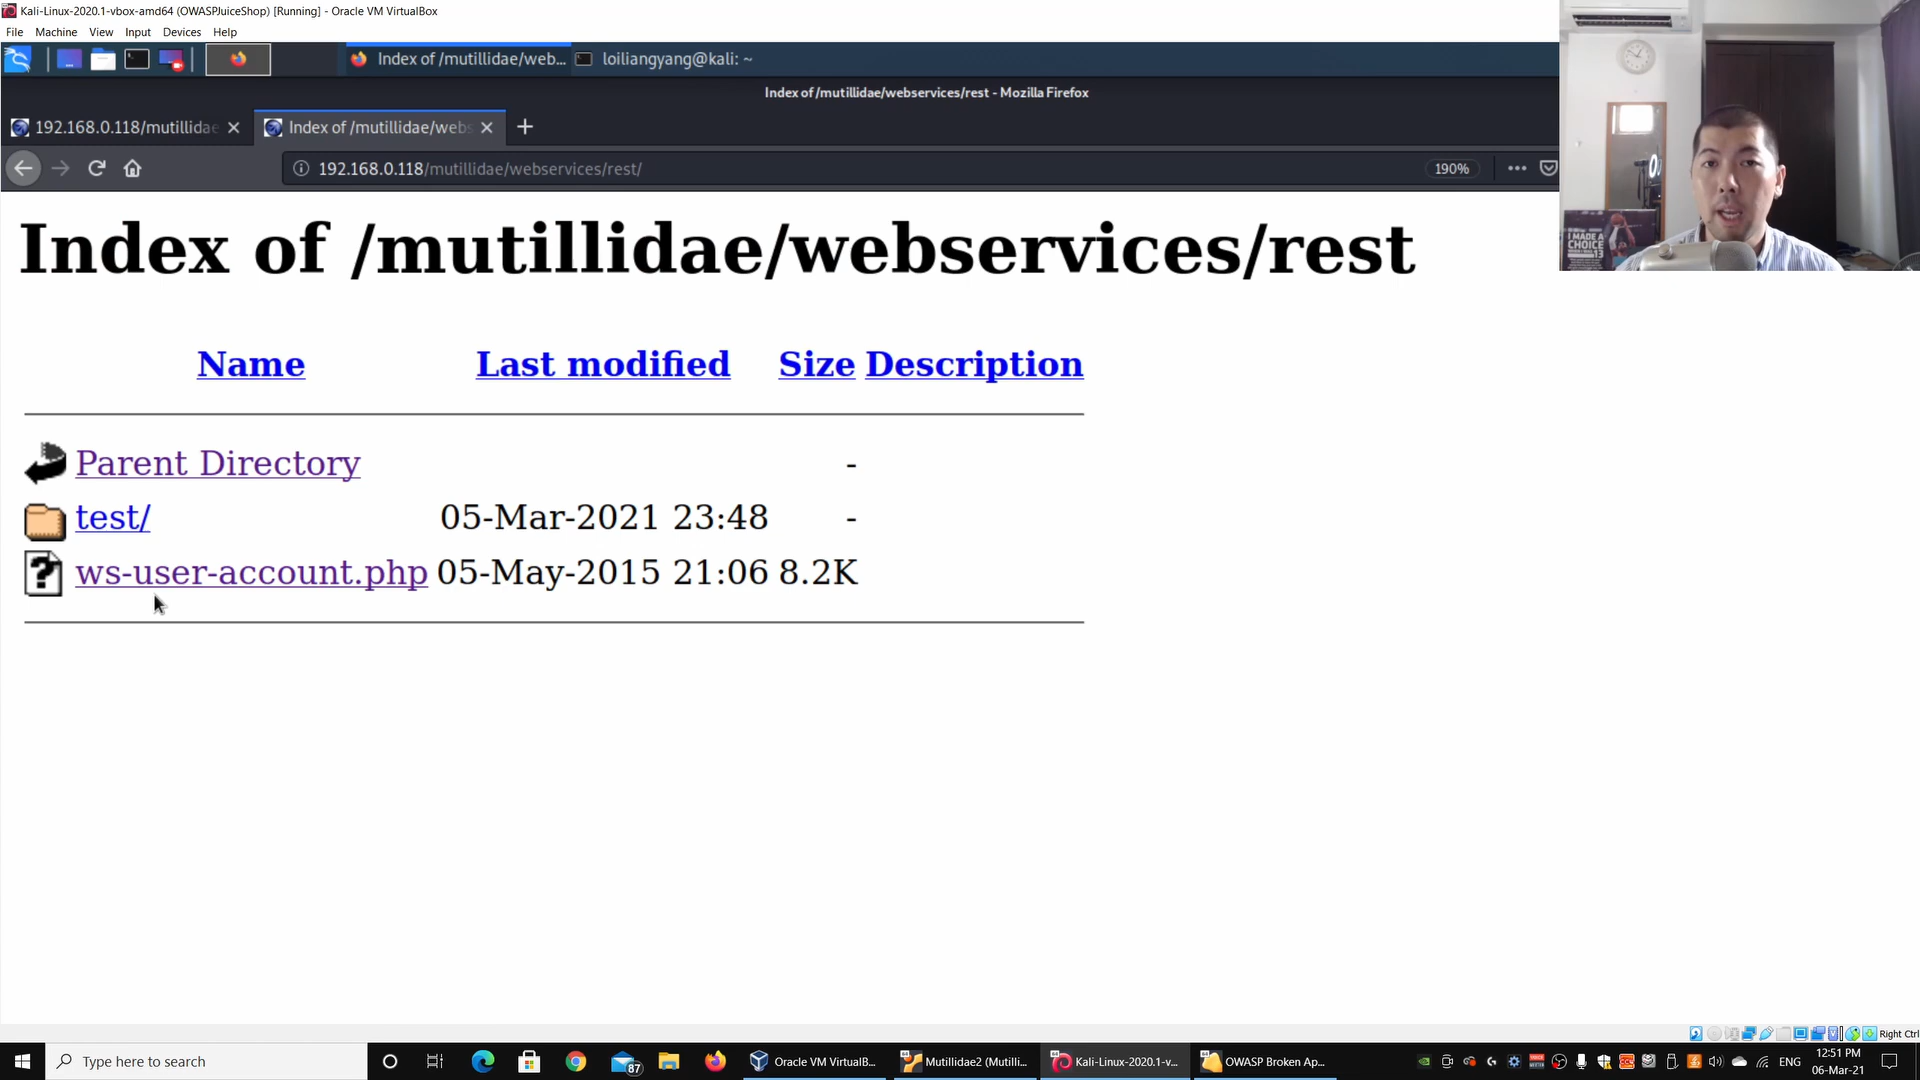 Kali-Linux-2020.1-vbox-amd64 (OWASPJuiceShop) [Running] - Oracle VM VirtualBox
File Machine View Input Devices Help
Index of /mutillidae/web... loiliangyang@kali: ~
Index of /mutillidae/webservices/rest - Mozilla Firefox
192.168.0.118/mutillidae Index of /mutillidae/webs
192.168.0.118/mutillidae/webservices/rest/ 190%
I MADE A
CHOICE
Index of /mutillidae/webservices/rest
Name Last modified Size Description
Parent Directory -
test/ 05-Mar-2021 23:48 -
ws-user-account.php 05-May-2015 21:06 8.2K
Right Ctrl
Type here to search 87 Oracle VM VirtualB... Mutillidae2 (Mutilli... Kali-Linux-2020.1-v... OWASP Broken Ap... ENG 12:51 PM
06-Mar-21